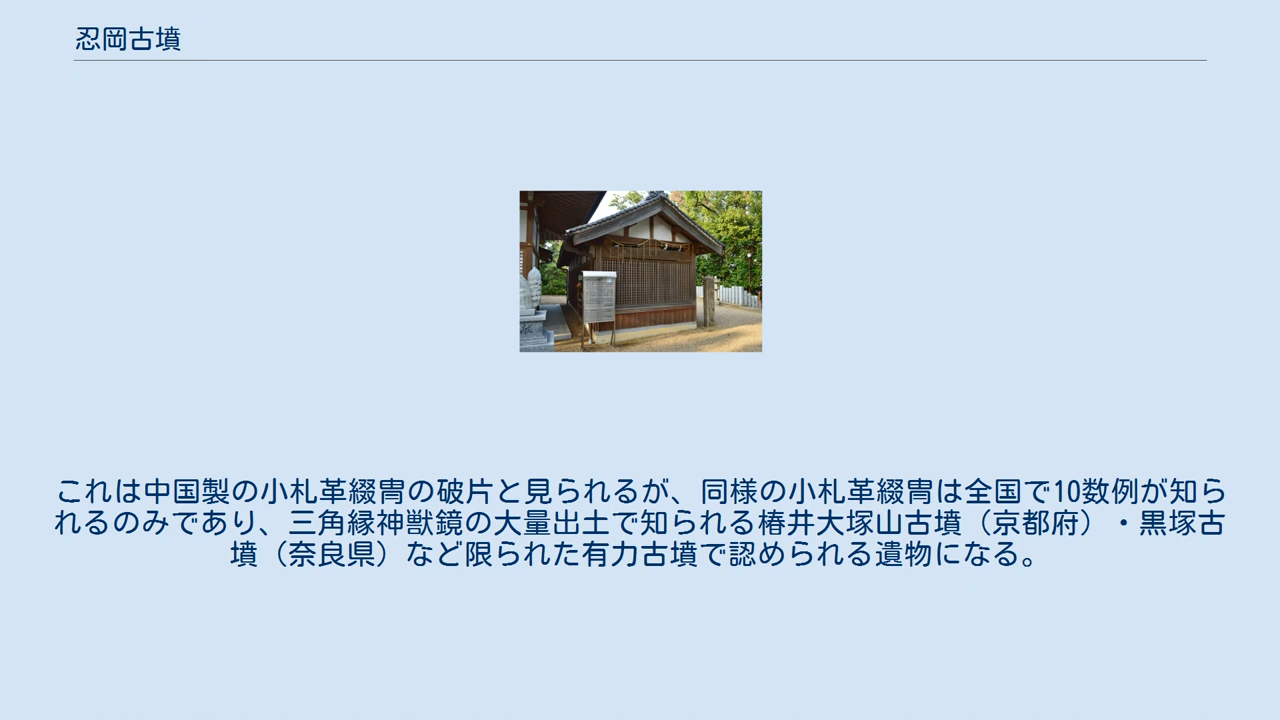 忍岡古墳
これは中国製の小札革綴冑の破片と見られるが、同様の小札革綴冑は全国で10数例が知ら
れるのみであり、三角縁神獣鏡の大量出土で知られる椿井大塚山古墳（京都府）・黒塚古
墳（奈良県）など限られた有力古墳で認められる遺物になる。